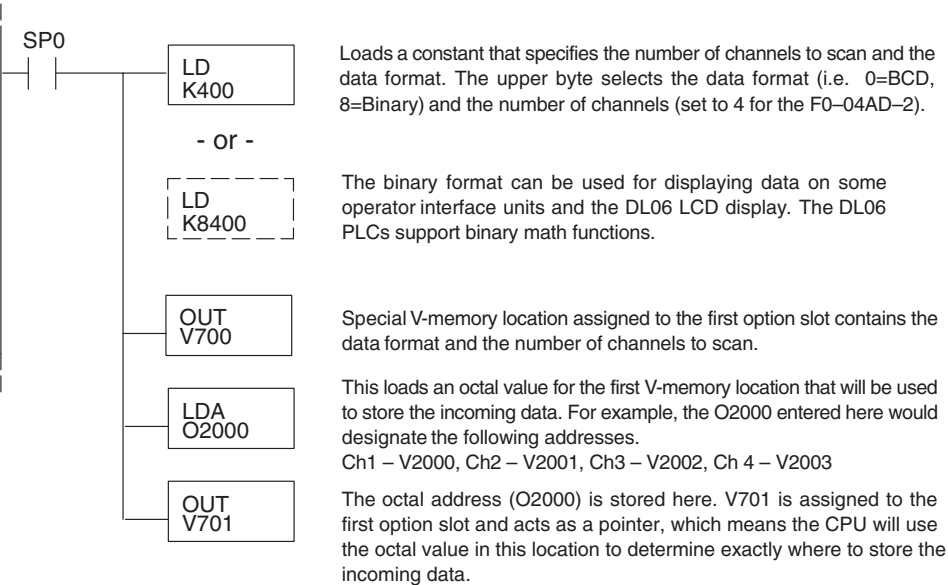 SP0
LD
K400
Loads a constant that specifies the number of channels to scan and the
data format. The upper byte selects the data format (i.e. 0=BCD,
8=Binary) and the number of channels (set to 4 for the F0–04AD–2).
- or -
LD
K8400
The binary format can be used for displaying data on some
operator interface units and the DL06 LCD display. The DL06
PLCs support binary math functions.
OUT
V700
Special V-memory location assigned to the first option slot contains the
data format and the number of channels to scan.
LDA
O2000
This loads an octal value for the first V-memory location that will be used
to store the incoming data. For example, the O2000 entered here would
designate the following addresses.
Ch1 – V2000, Ch2 – V2001, Ch3 – V2002, Ch 4 – V2003
OUT
V701
The octal address (O2000) is stored here. V701 is assigned to the
first option slot and acts as a pointer, which means the CPU will use
the octal value in this location to determine exactly where to store the
incoming data.